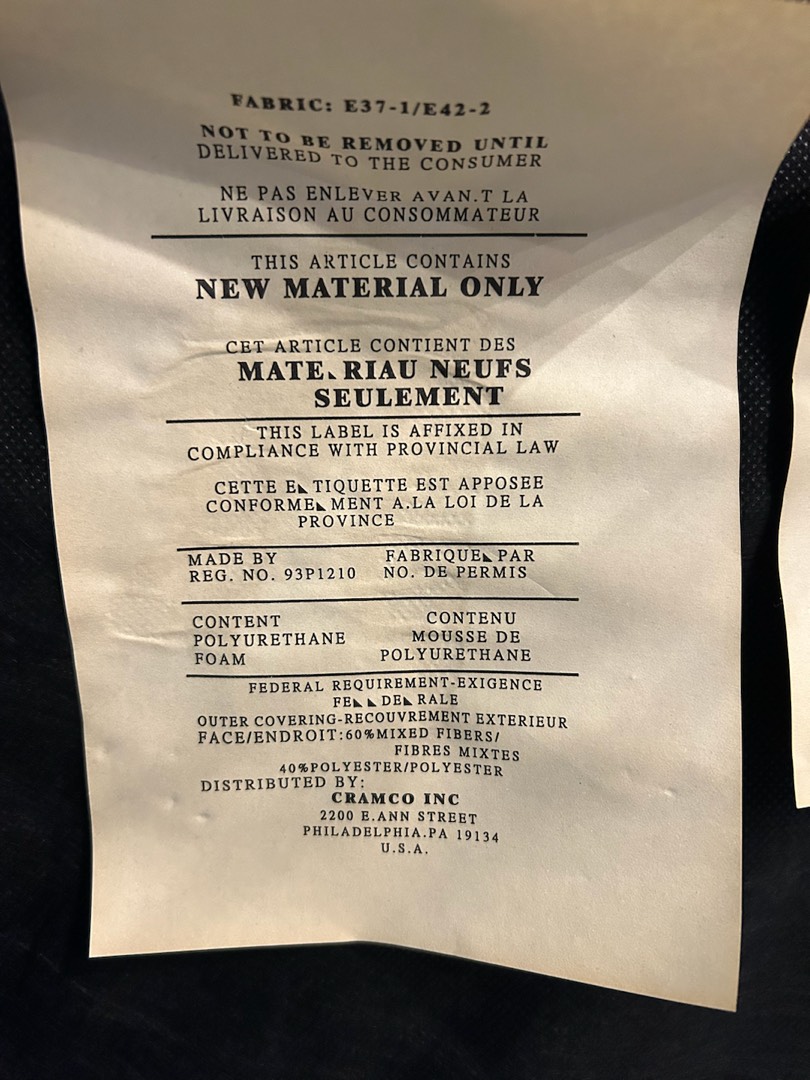 FABRIC: E37-1/E42-2
NOT TO BE REMOVED UNTIL
DELIVERED TO THE CONSUMER
NE PAS ENLEVER AVAN.T LA
LIVRAISON AU CONSOMMATEUR
THIS ARTICLE CONTAINS
NEW MATERIAL ONLY
CET ARTICLE CONTIENT DES
MATE◣RIAU NEUFS
SEULEMENT
THIS LABEL IS AFFIXED IN
COMPLIANCE WITH PROVINCIAL LAW
CETTE E◣TIQUETTE EST APPOSEE
CONFORME◣MENT A.LA LOI DE LA
PROVINCE
MADE BY FABRIQUE◣PAR
REG. NO. 93P1210 NO. DE PERMIS
CONTENT CONTENU
POLYURETHANE MOUSSE DE
FOAM POLYURETHANE
FEDERAL REQUIREMENT-EXIGENCE
FE◣◣DE◣RALE
OUTER COVERING-RECOUVREMENT EXTERIEUR
FACE/ENDROIT:60%MIXED FIBERS/
FIBRES MIXTES
40%POLYESTER/POLYESTER
DISTRIBUTED BY:
CRAMCO INC
2200 E.ANN STREET
PHILADELPHIA.PA 19134
U.S.A.